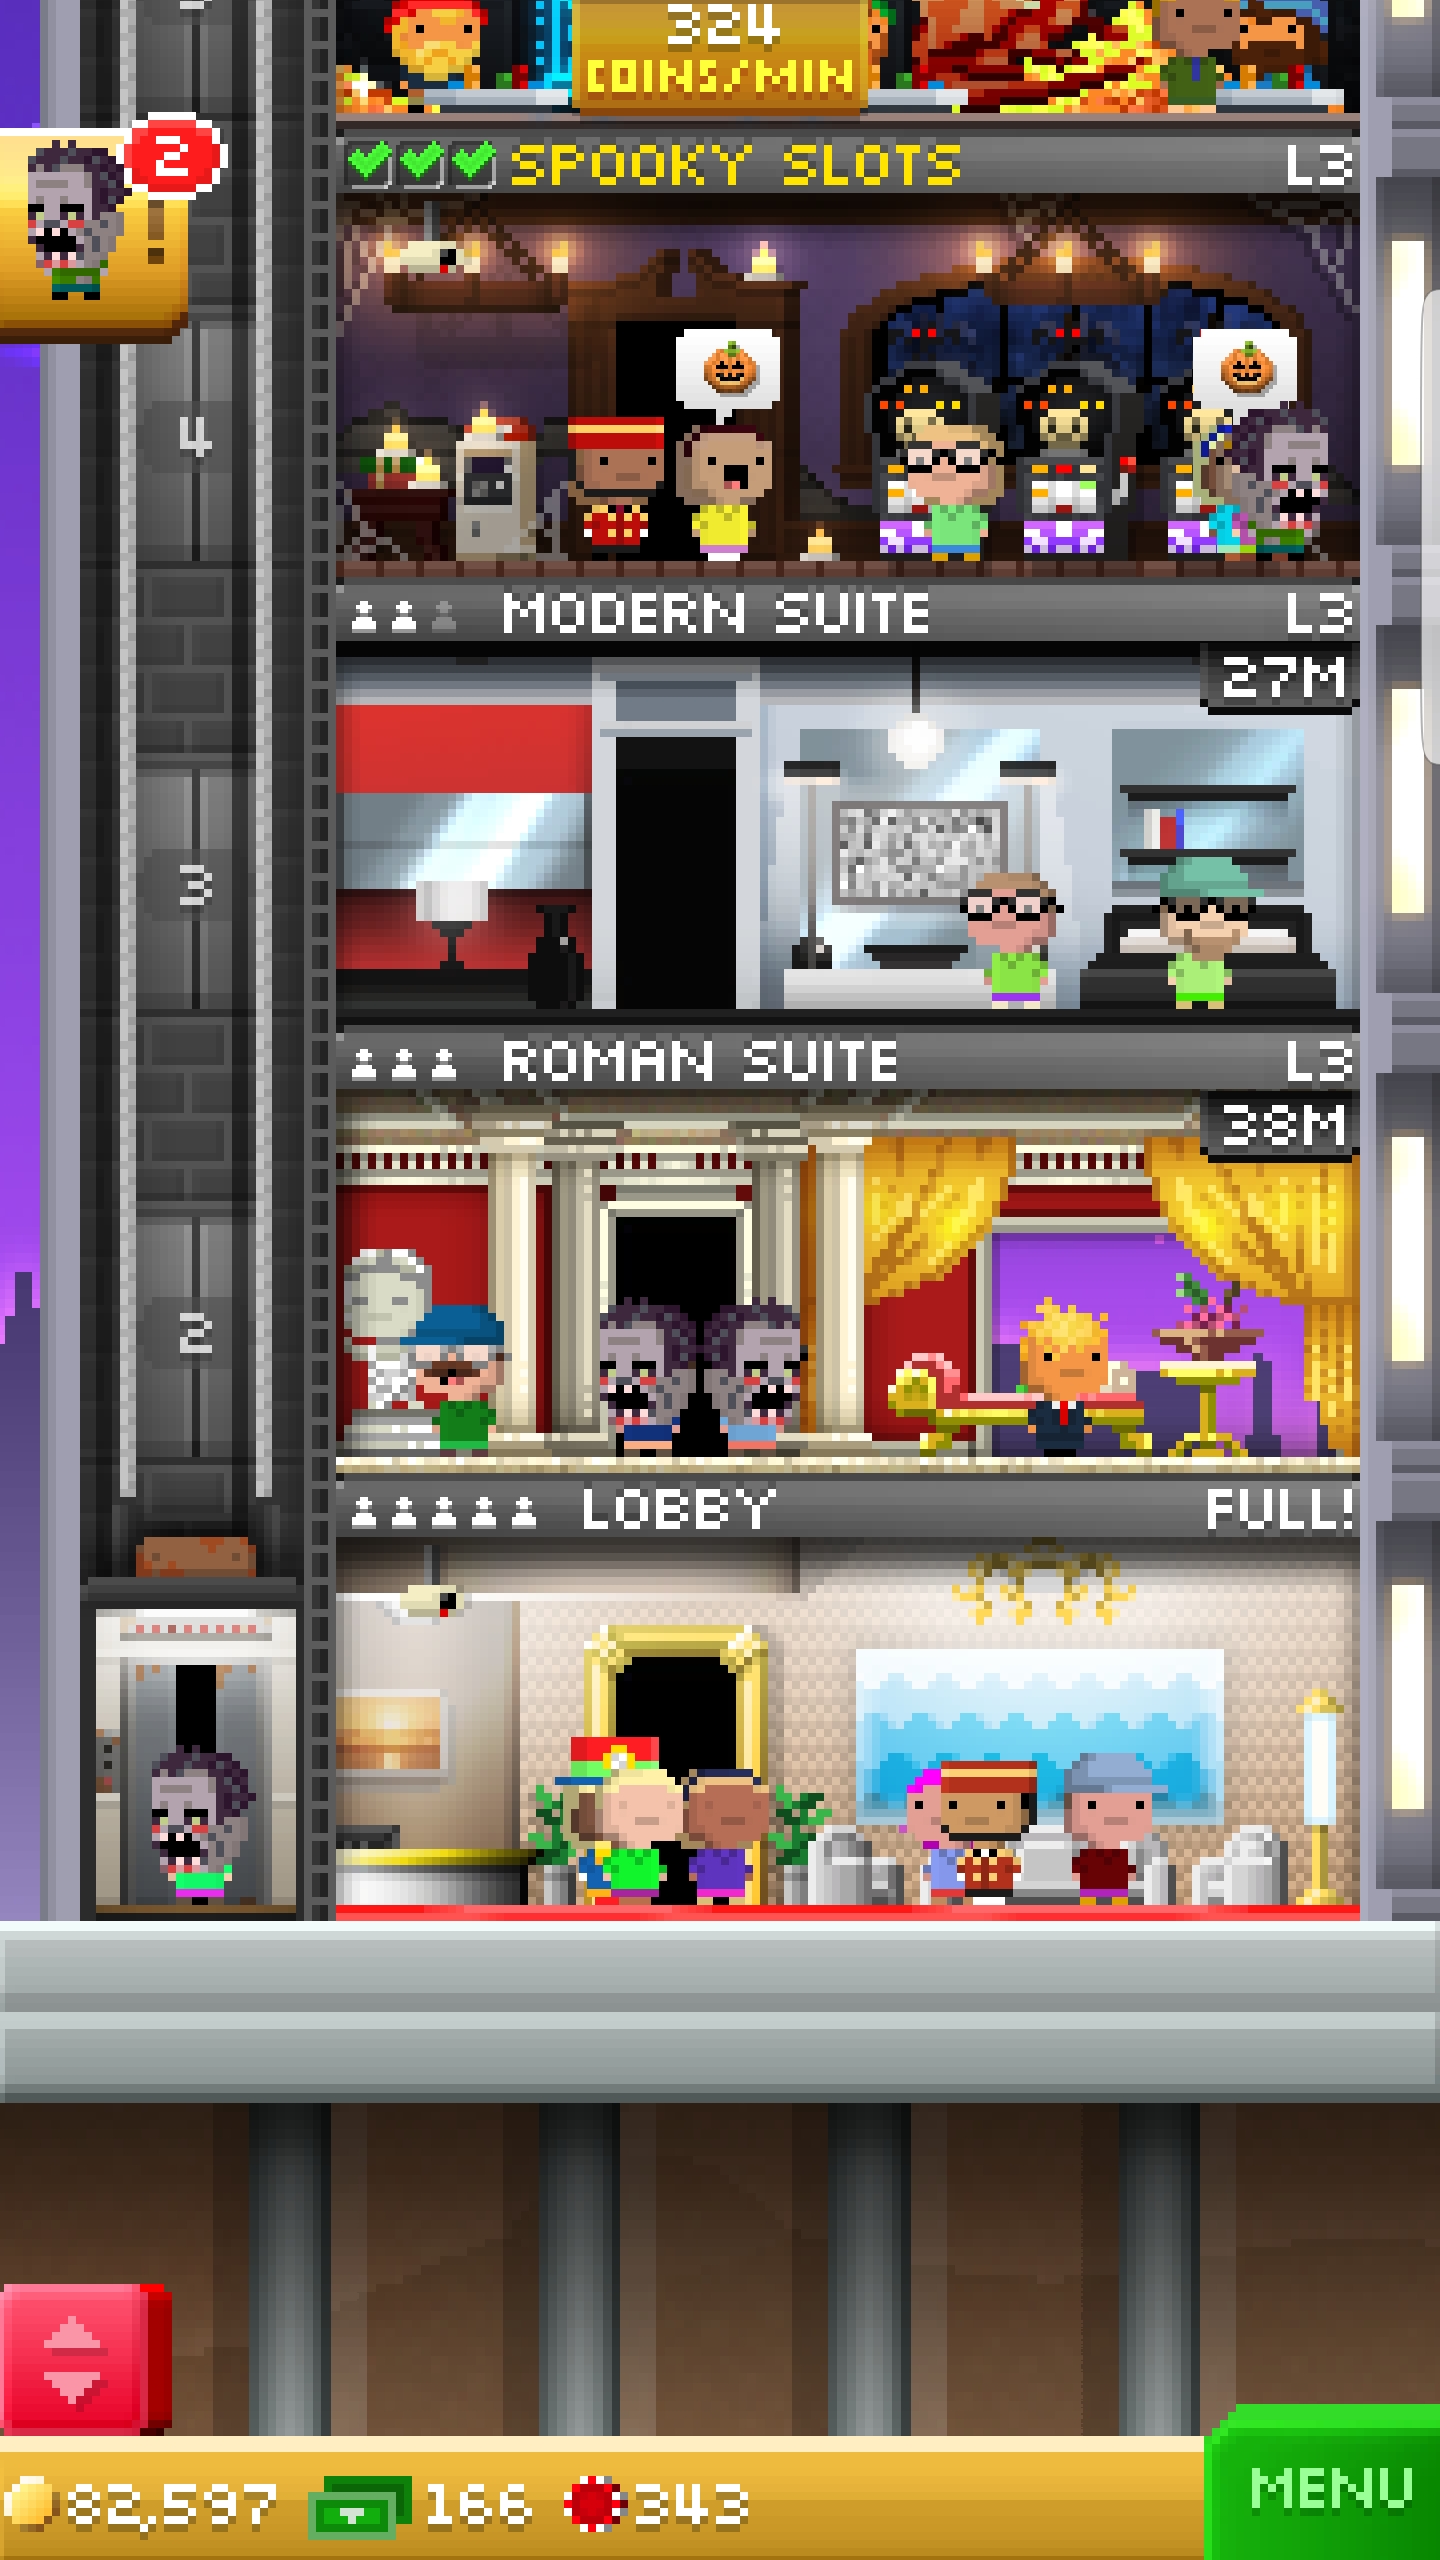 324
COINS/MIN
2
!
SPOOKY SLOTS L3
4
MODERN SUITE L3
27M
3
ROMAN SUITE L3
38M
2
LOBBY FULL!
82,597 166 343
MENU